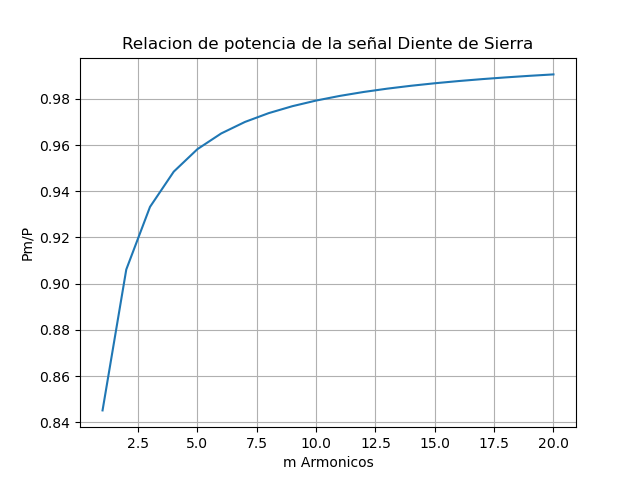 Relacion de potencia de la señal Diente de Sierra
0.98
0.96
0.94
0.92
0.90
0.88
0.86
0.84
Pm/P
2.5 5.0 7.5 10.0 12.5 15.0 17.5 20.0
m Armonicos